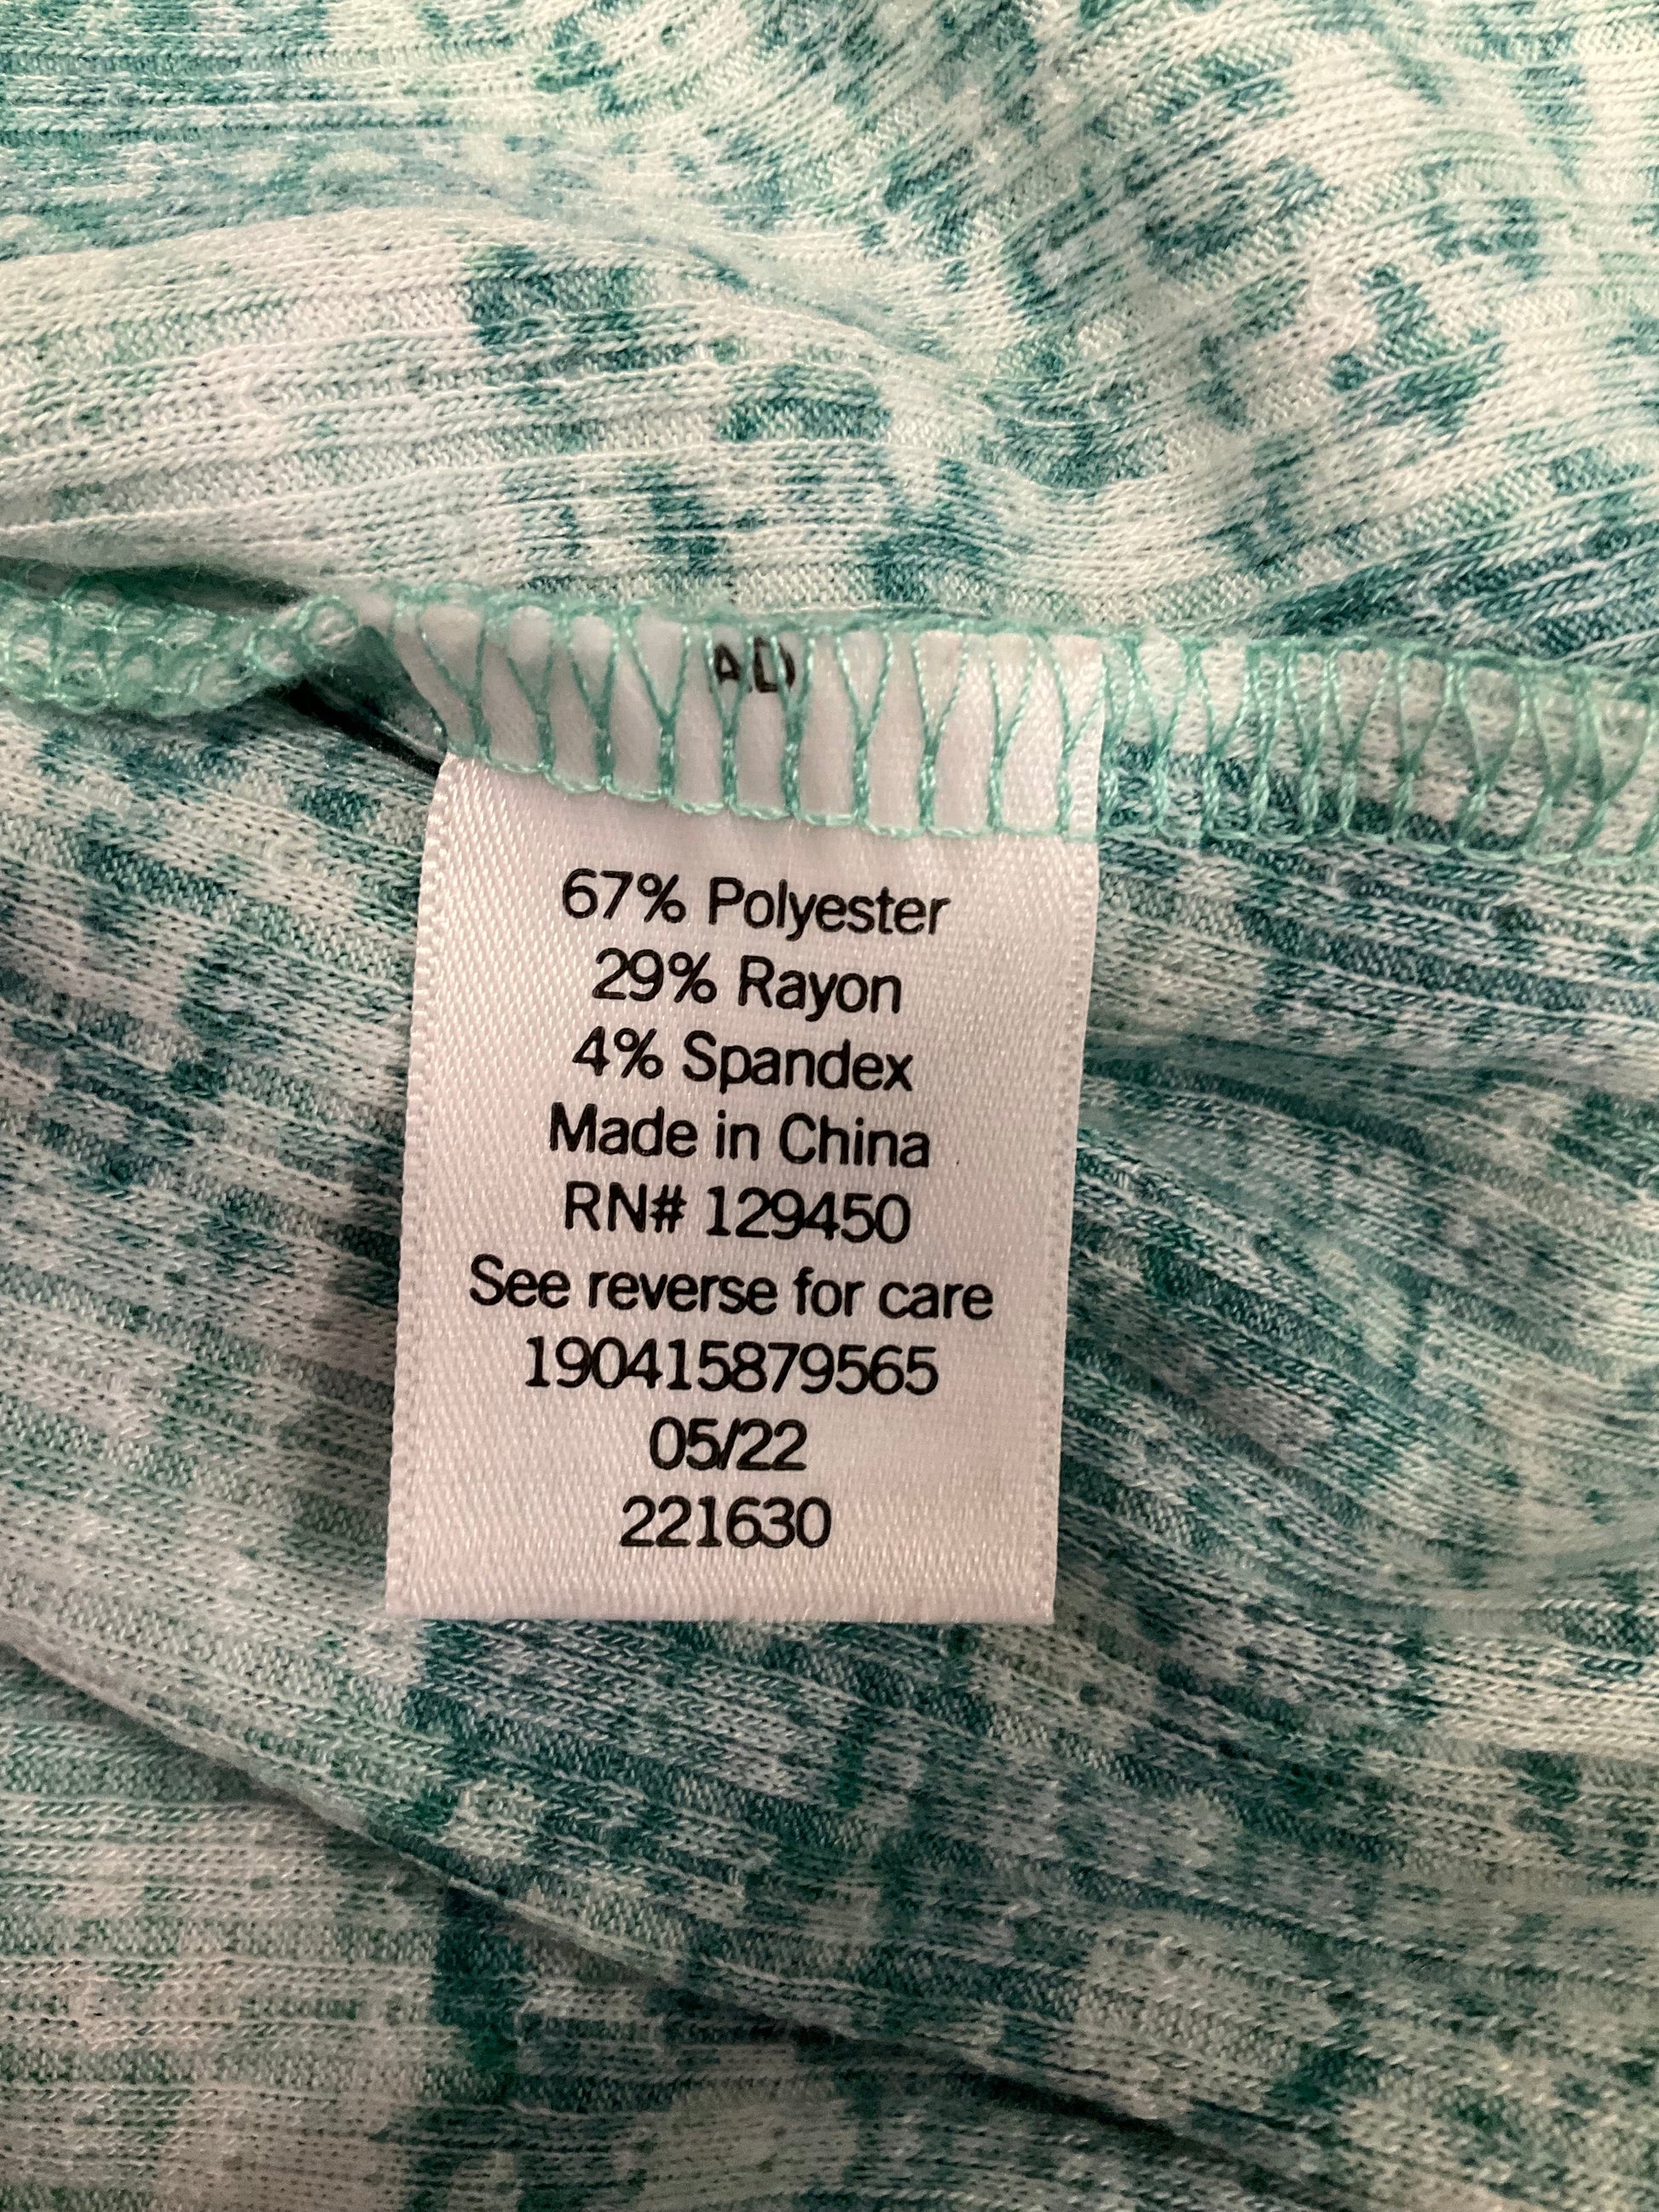 AD
67% Polyester
29% Rayon
4% Spandex
Made in China
RN# 129450
See reverse for care
190415879565
05/22
221630